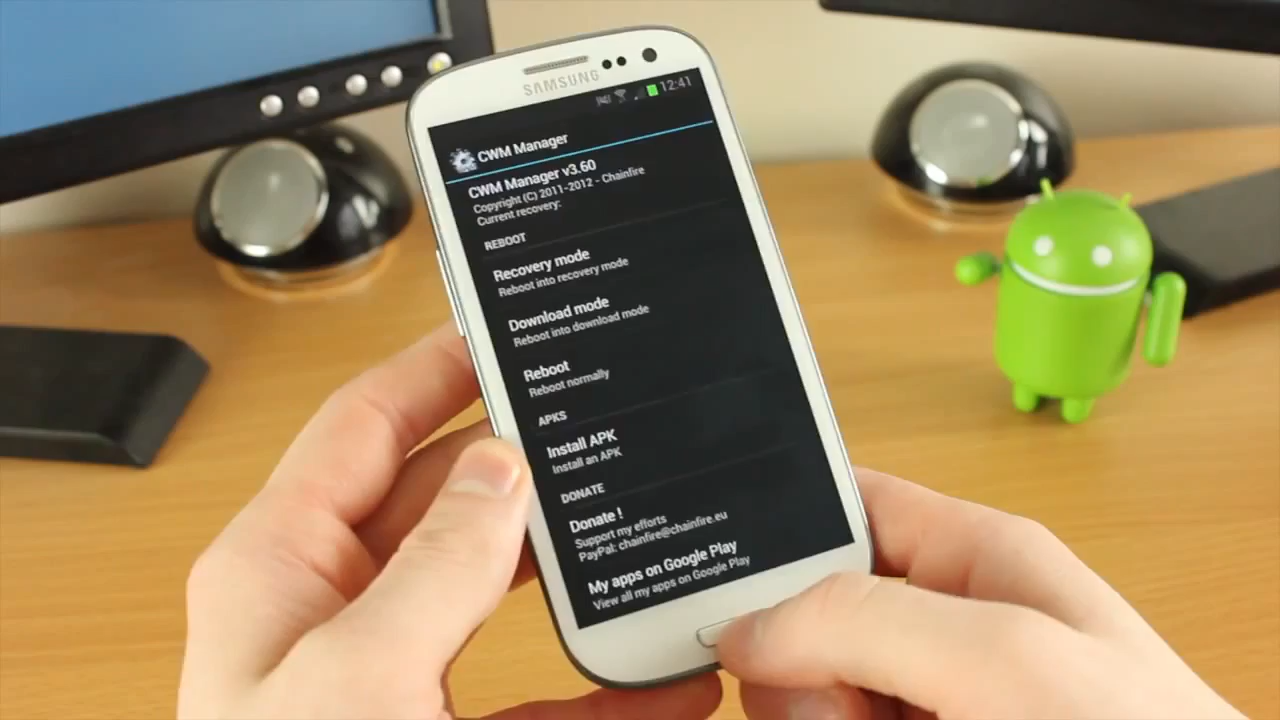 SAMSUNG
12:41
CWM Manager
CWM Manager v3.60
Copyright (C) 2011-2012 - Chainfire
Current recovery:
REBOOT
Recovery mode
Reboot into recovery mode
Download mode
Reboot into download mode
Reboot
Reboot normally
APKS
Install APK
Install an APK
DONATE
Donate !
Support my efforts
PayPal: chainfire@chainfire.eu
My apps on Google Play
View all my apps on Google Play